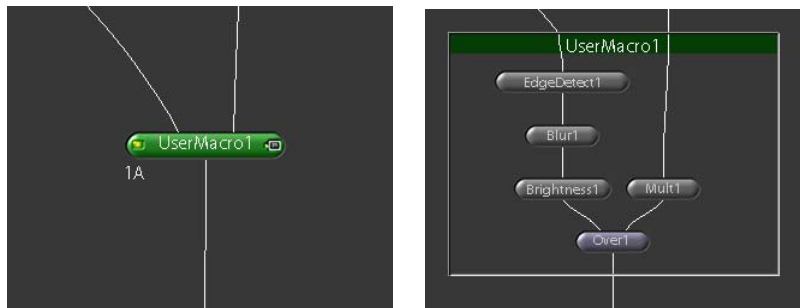 UserMacro1
1A
UserMacro1
EdgeDetect1
Blur1
Brightness1 Mult1
Over1